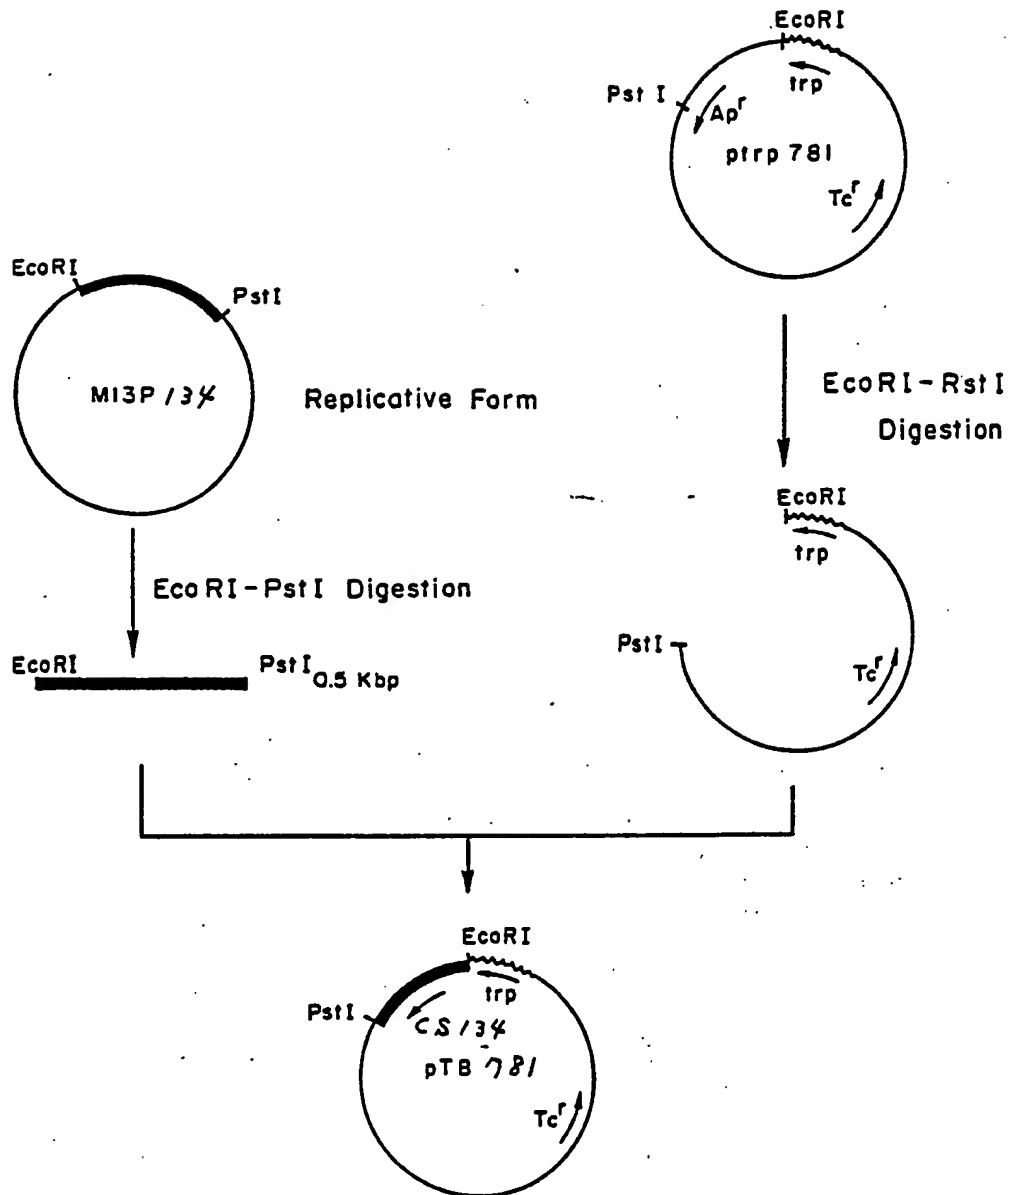 EcoRI
trp
Pst I
Apr
ptrp 781
Tcr
EcoRI
PstI
M13P/34
Replicative Form
EcoRI-RstI
Digestion
EcoRI
trp
EcoRI-PstI Digestion
PstI
Tcr
EcoRI
PstI
0.5 Kbp
EcoRI
trp
PstI
CS/34
pTB 781
Tcr